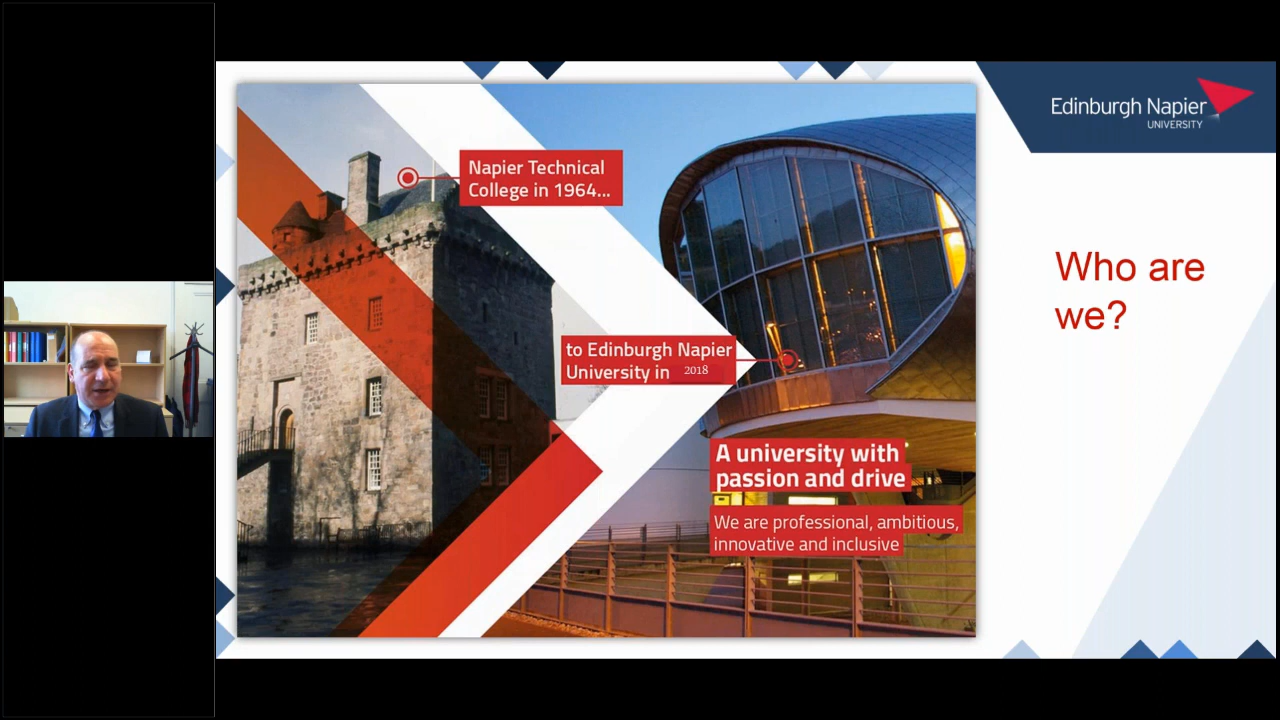 Edinburgh Napier
UNIVERSITY
Napier Technical
College in 1964...
to Edinburgh Napier
University in 2018
A university with
passion and drive
We are professional, ambitious,
innovative and inclusive
Who are
we?